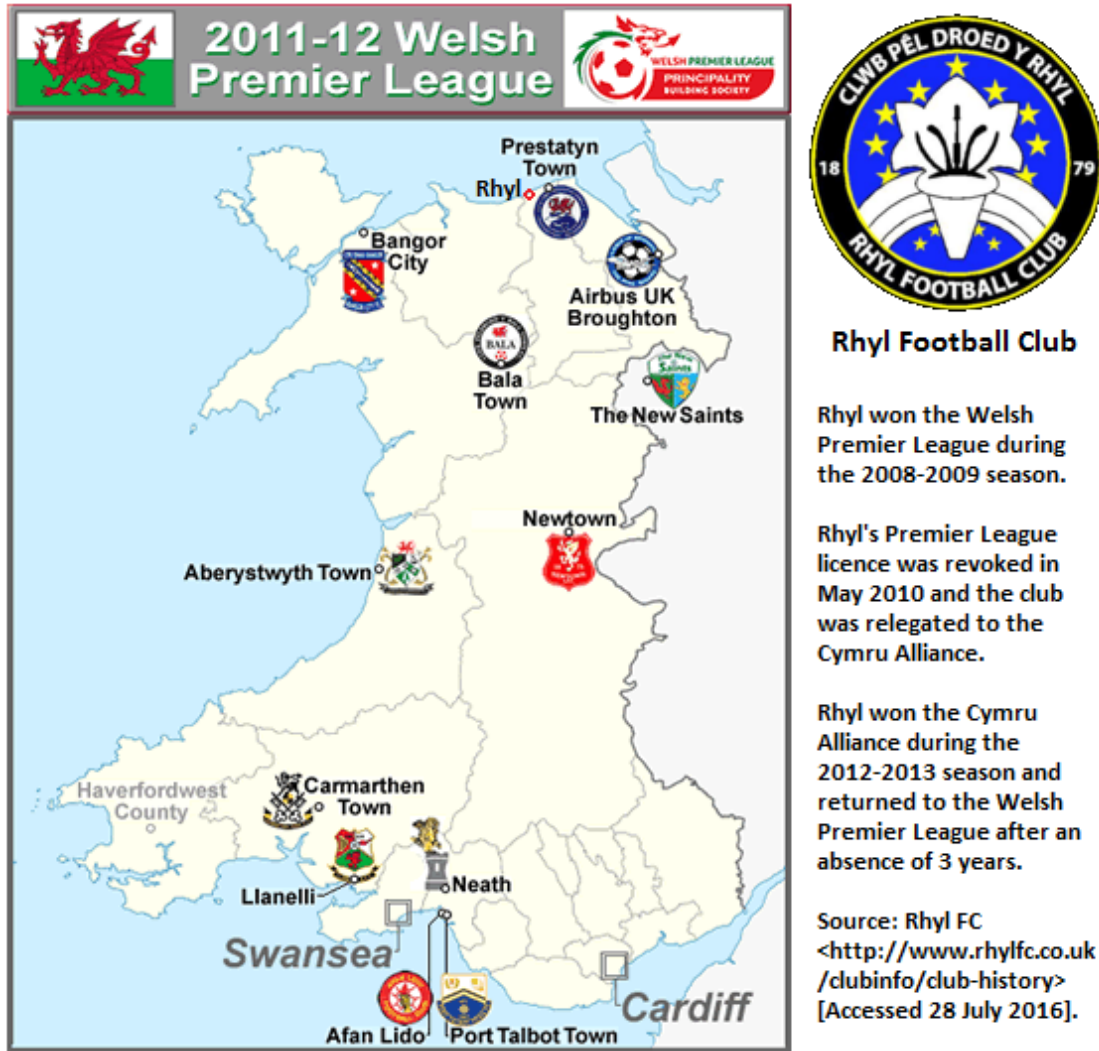 2011-12 Welsh
Premier League
WELSH PREMIER LEAGUE
PRINCIPALITY
BUILDING SOCIETY
Prestatyn
Town
Rhyl
Bangor
City
Airbus UK
Broughton
BALA
Bala
Town
The New
Saints
The New Saints
Newtown
NEWTOWN
Aberystwyth Town
Haverfordwest
County
Carmarthen
Town
Llanelli
Neath
Swansea
Cardiff
Afan Lido
Port Talbot Town
CLWB PÊL DROED Y RHYL
18 79
RHYL FOOTBALL CLUB
Rhyl Football Club
Rhyl won the Welsh
Premier League during
the 2008-2009 season.
Rhyl's Premier League
licence was revoked in
May 2010 and the club
was relegated to the
Cymru Alliance.
Rhyl won the Cymru
Alliance during the
2012-2013 season and
returned to the Welsh
Premier League after an
absence of 3 years.
Source: Rhyl FC
<http://www.rhylfc.co.uk
/clubinfo/club-history>
[Accessed 28 July 2016].